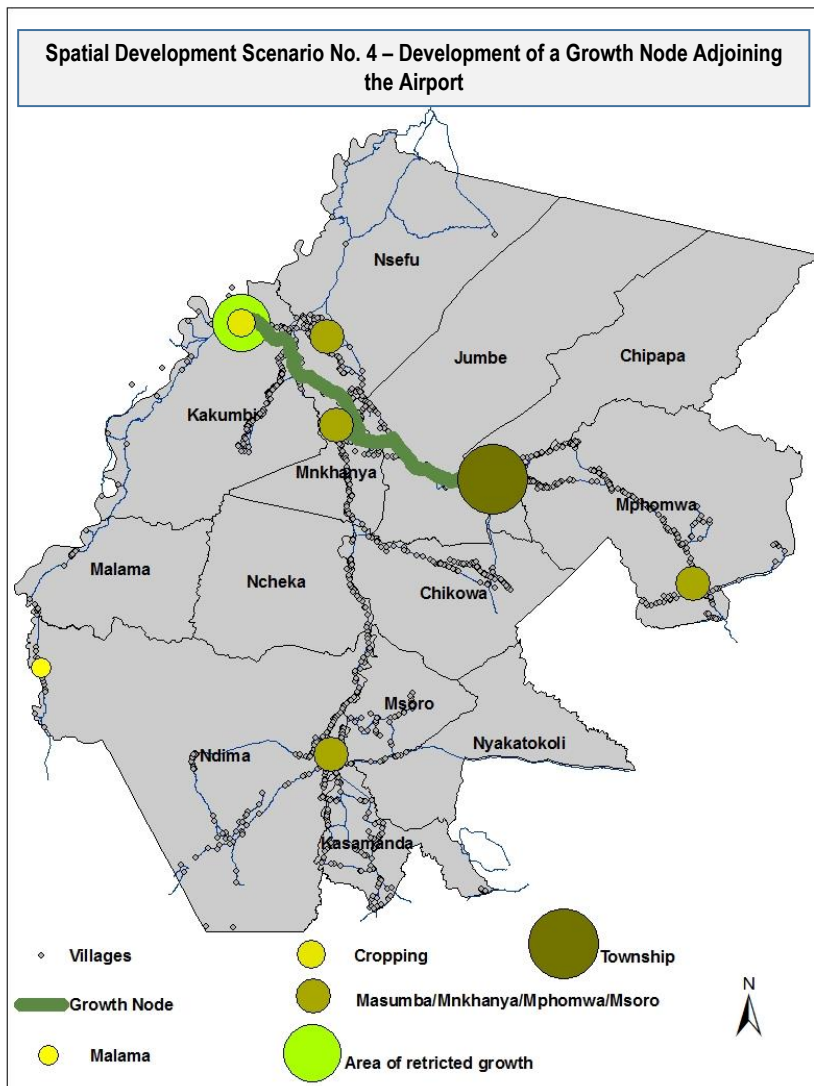 Spatial Development Scenario No. 4 – Development of a Growth Node Adjoining
the Airport
Nsefu
Jumbe
Chipapa
Kakumbi
Mnkhanya
Mphomwa
Malama
Ncheka
Chikowa
Msoro
Nyakatokoli
Ndima
Kasamanda
Villages
Cropping
Township
Growth Node
Masumba/Mnkhanya/Mphomwa/Msoro
N
Malama
Area of retricted growth